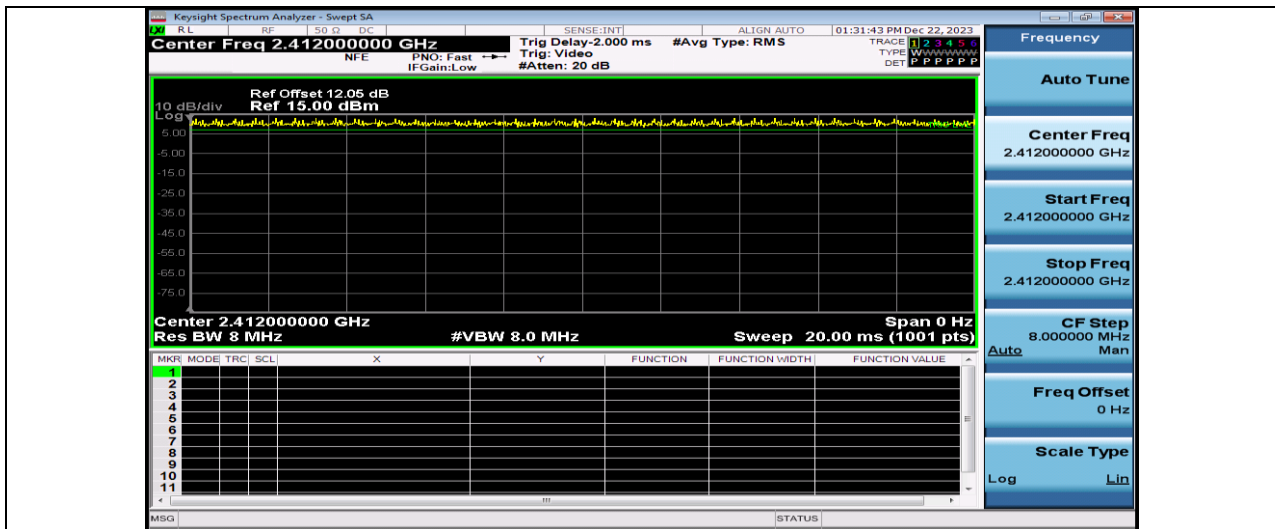 Keysight Spectrum Analyzer - Swept SA
LXI RL RF 50 Ω DC SENSE:INT ALIGN AUTO 01:31:43 PM Dec 22, 2023
Center Freq 2.412000000 GHz
NFE PNO: Fast IFGain:Low
Trig Delay-2.000 ms #Avg Type: RMS
Trig: Video
#Atten: 20 dB
TRACE 1 2 3 4 5 6
TYPE WWWWWW
DET P P P P P P
Ref Offset 12.05 dB
10 dB/div Ref 15.00 dBm
Log
5.00
-5.00
-15.0
-25.0
-35.0
-45.0
-55.0
-65.0
-75.0
Center 2.412000000 GHz Span 0 Hz
Res BW 8 MHz #VBW 8.0 MHz Sweep 20.00 ms (1001 pts)
MKR MODE TRC SCL X Y FUNCTION FUNCTION WIDTH FUNCTION VALUE
1
2
3
4
5
6
7
8
9
10
11
MSG STATUS
Frequency
Auto Tune
Center Freq
2.412000000 GHz
Start Freq
2.412000000 GHz
Stop Freq
2.412000000 GHz
CF Step
8.000000 MHz
Auto Man
Freq Offset
0 Hz
Scale Type
Log Lin